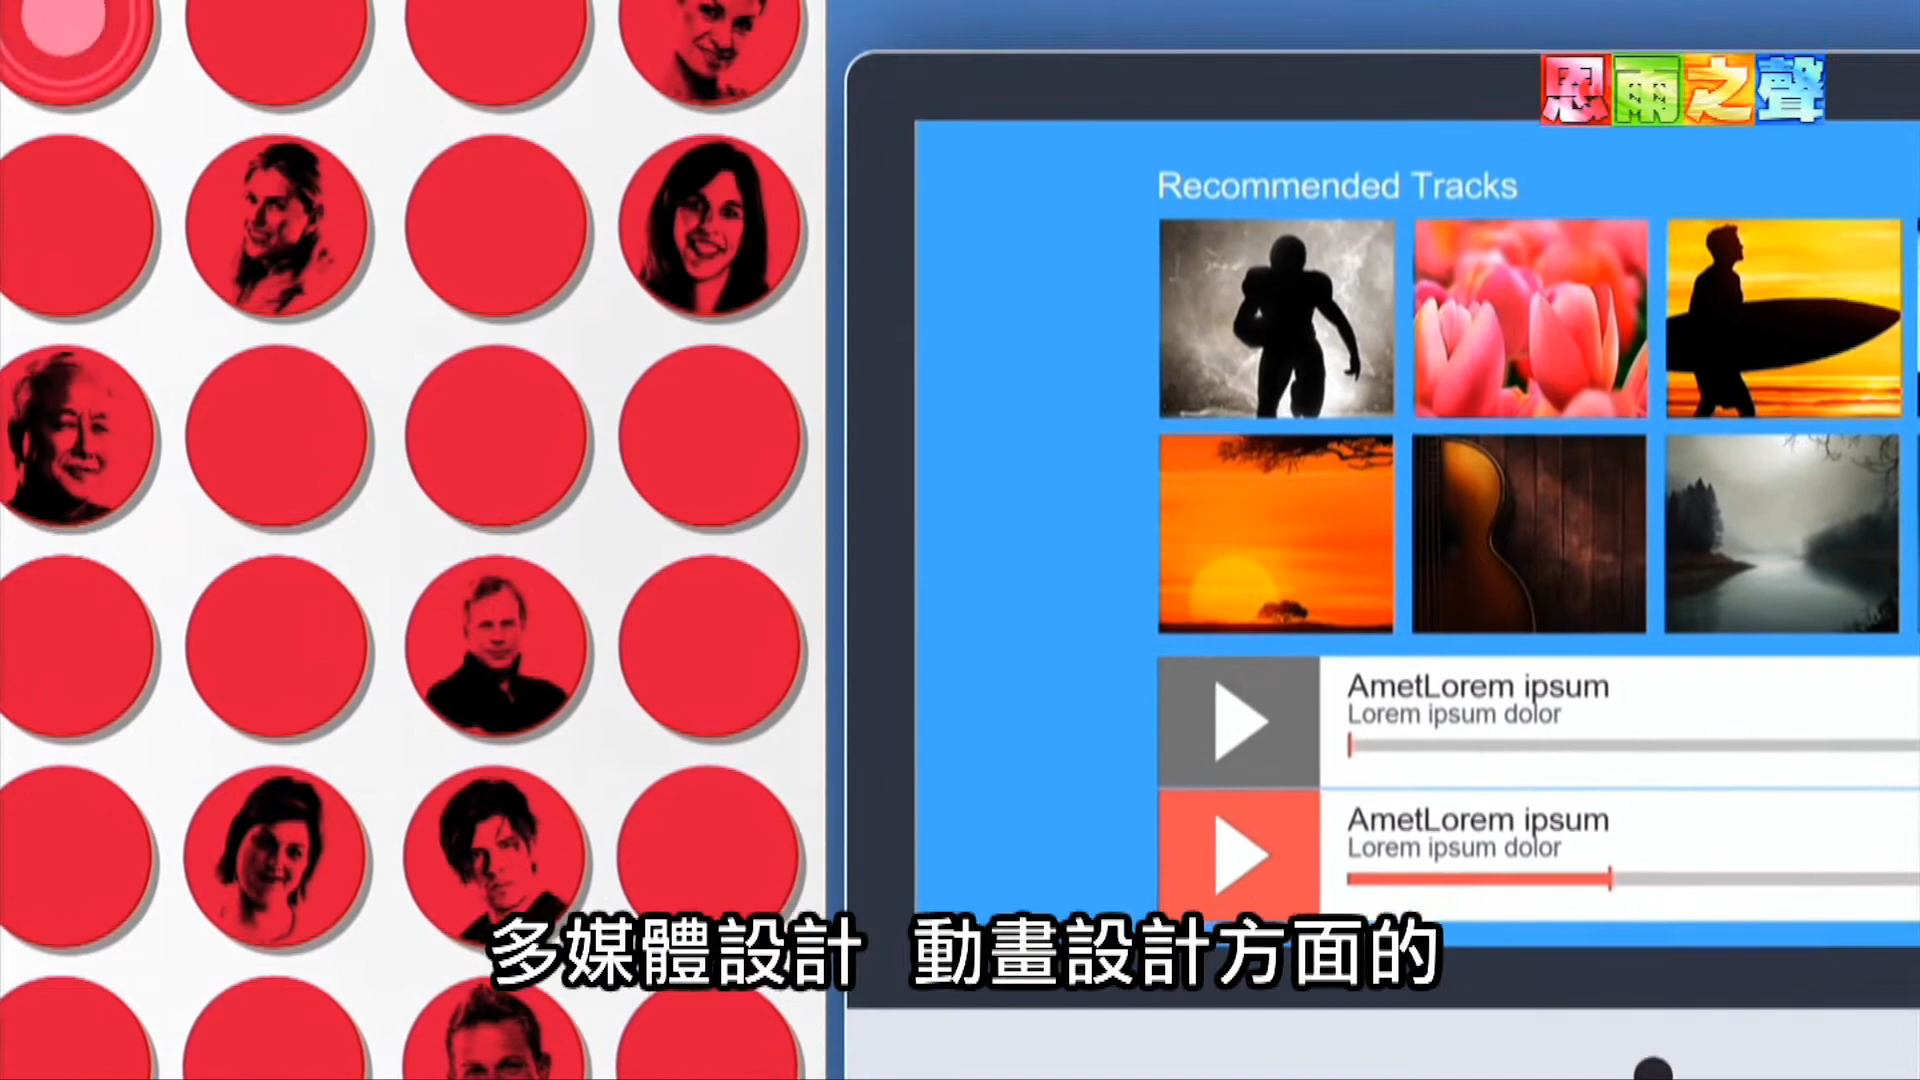 恩雨之聲
Recommended Tracks
AmetLorem ipsum
Lorem ipsum dolor
AmetLorem ipsum
Lorem ipsum dolor
多媒體設計 動畫設計方面的